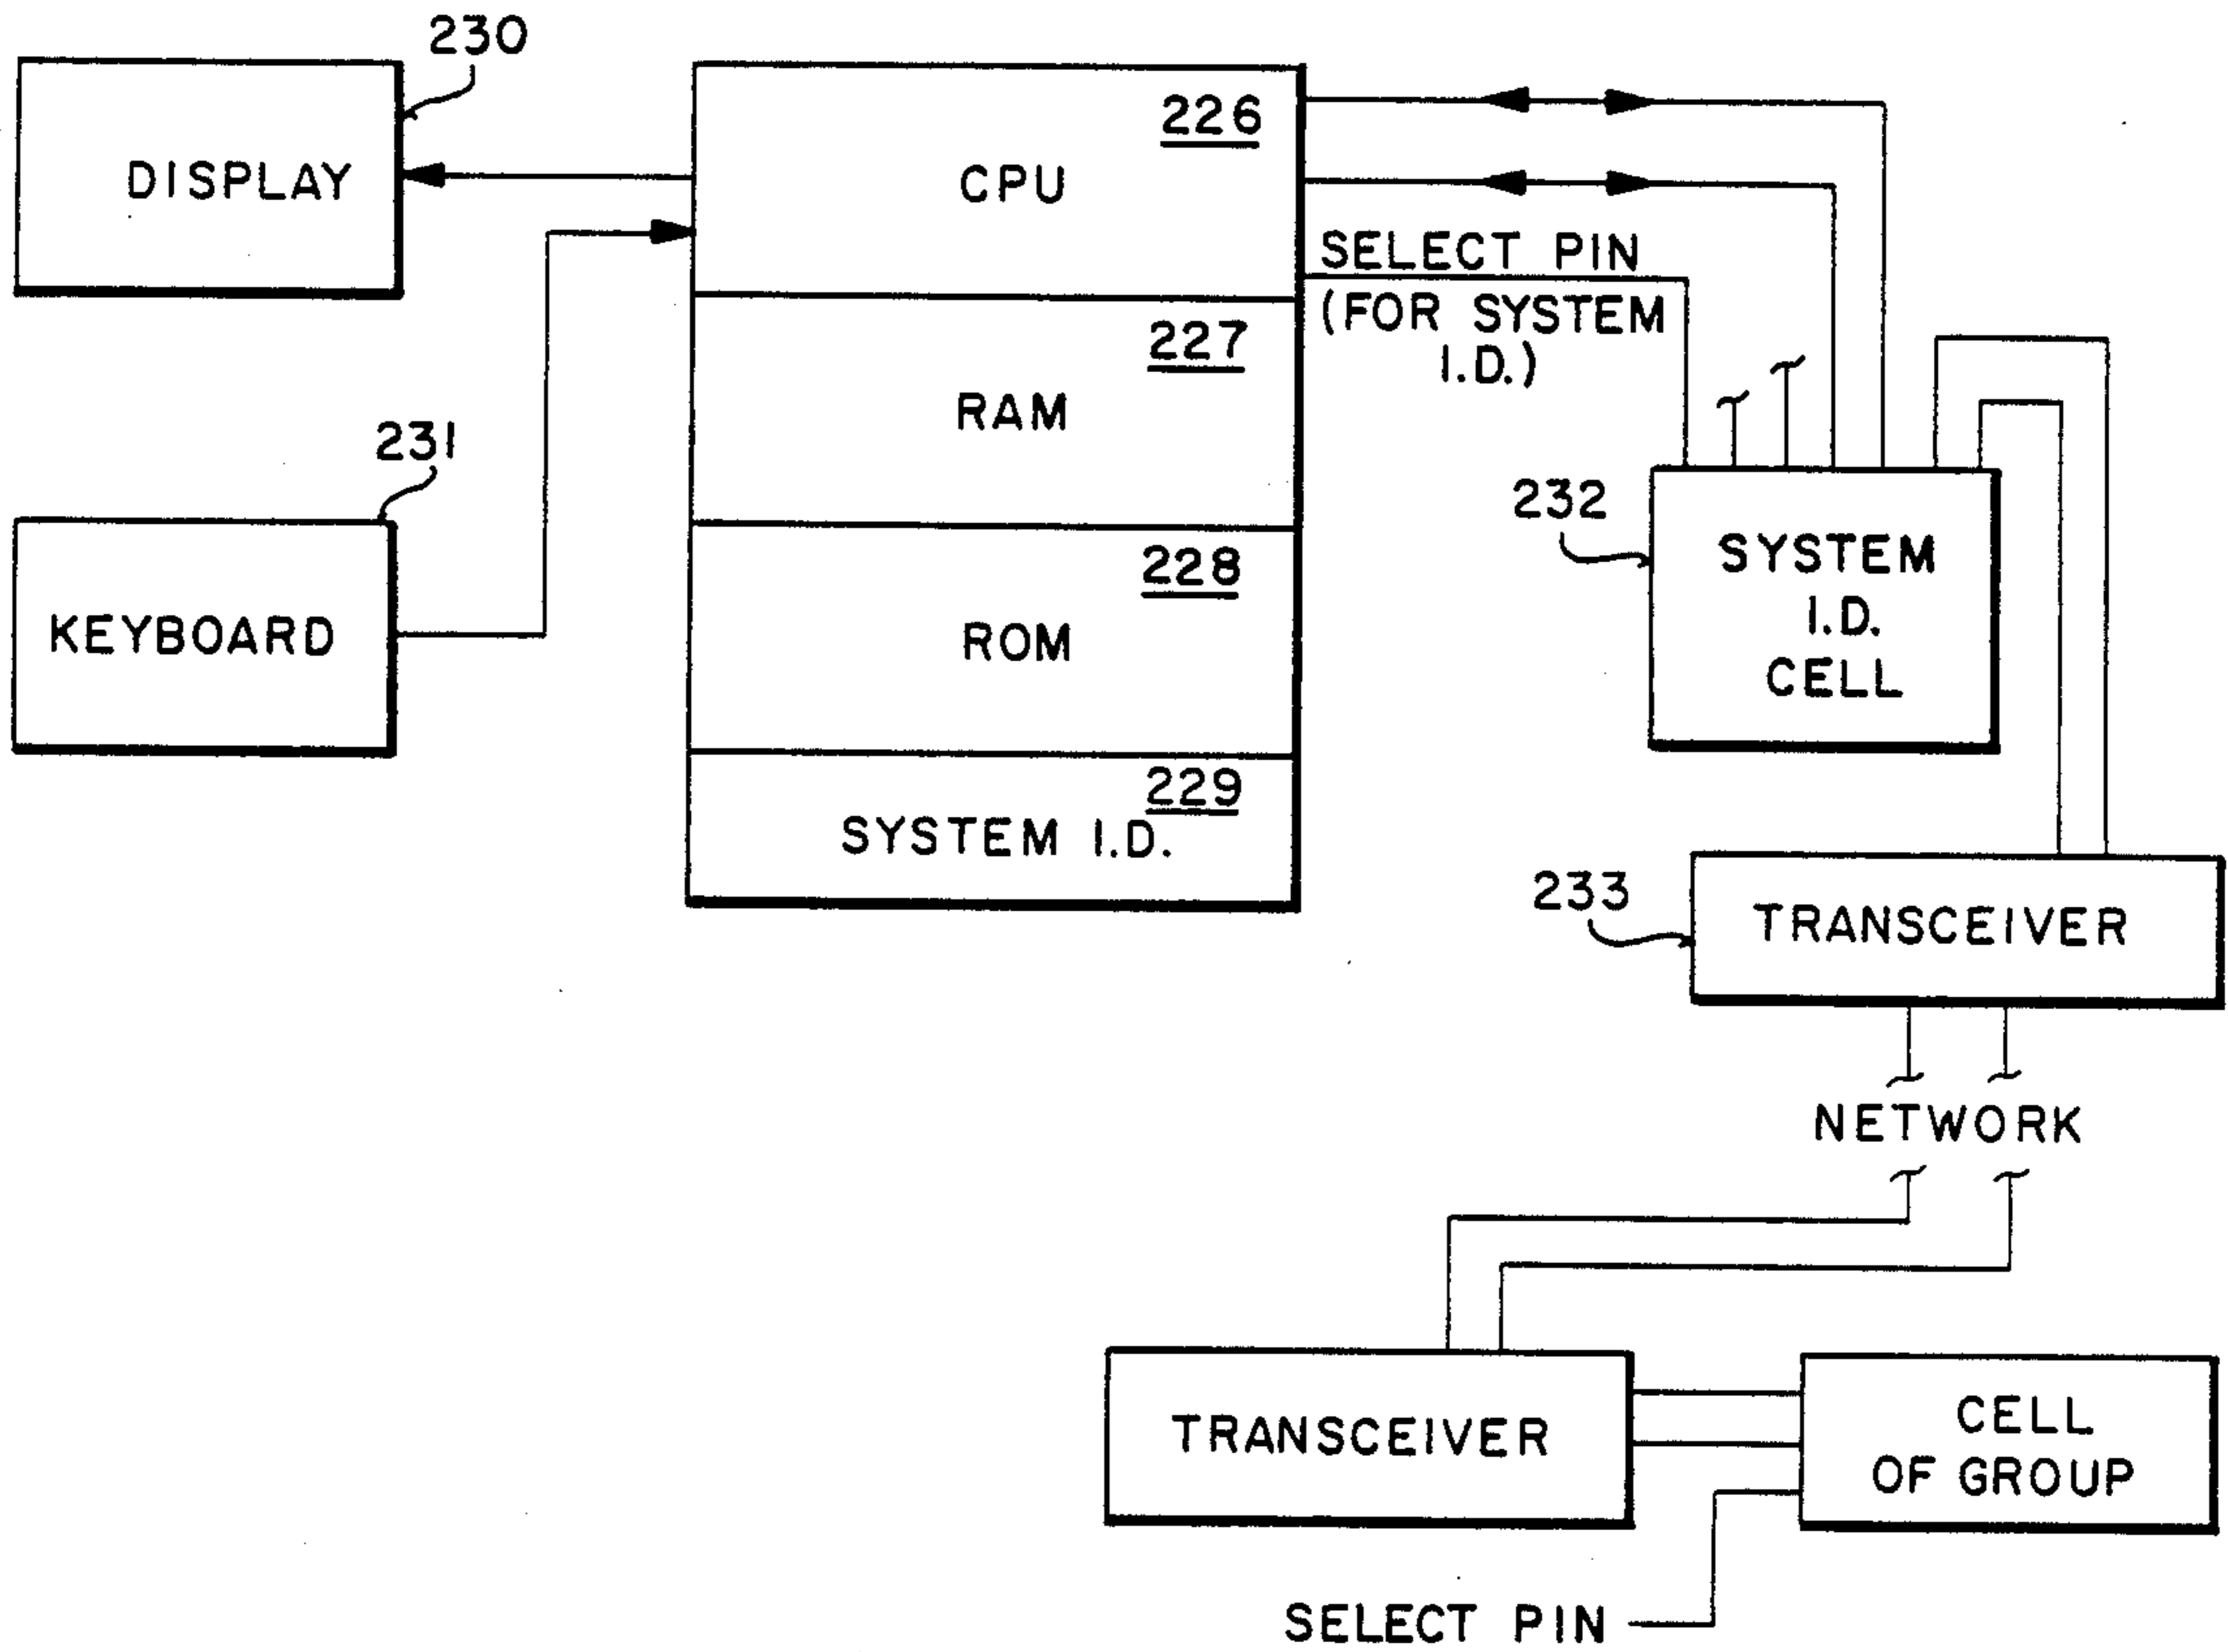 230
DISPLAY
226
CPU
SELECT PIN
(FOR SYSTEM
I.D.)
227
RAM
231
KEYBOARD
228
ROM
232
SYSTEM
I.D.
CELL
229
SYSTEM I.D.
233
TRANSCEIVER
NETWORK
TRANSCEIVER
CELL
OF GROUP
SELECT PIN